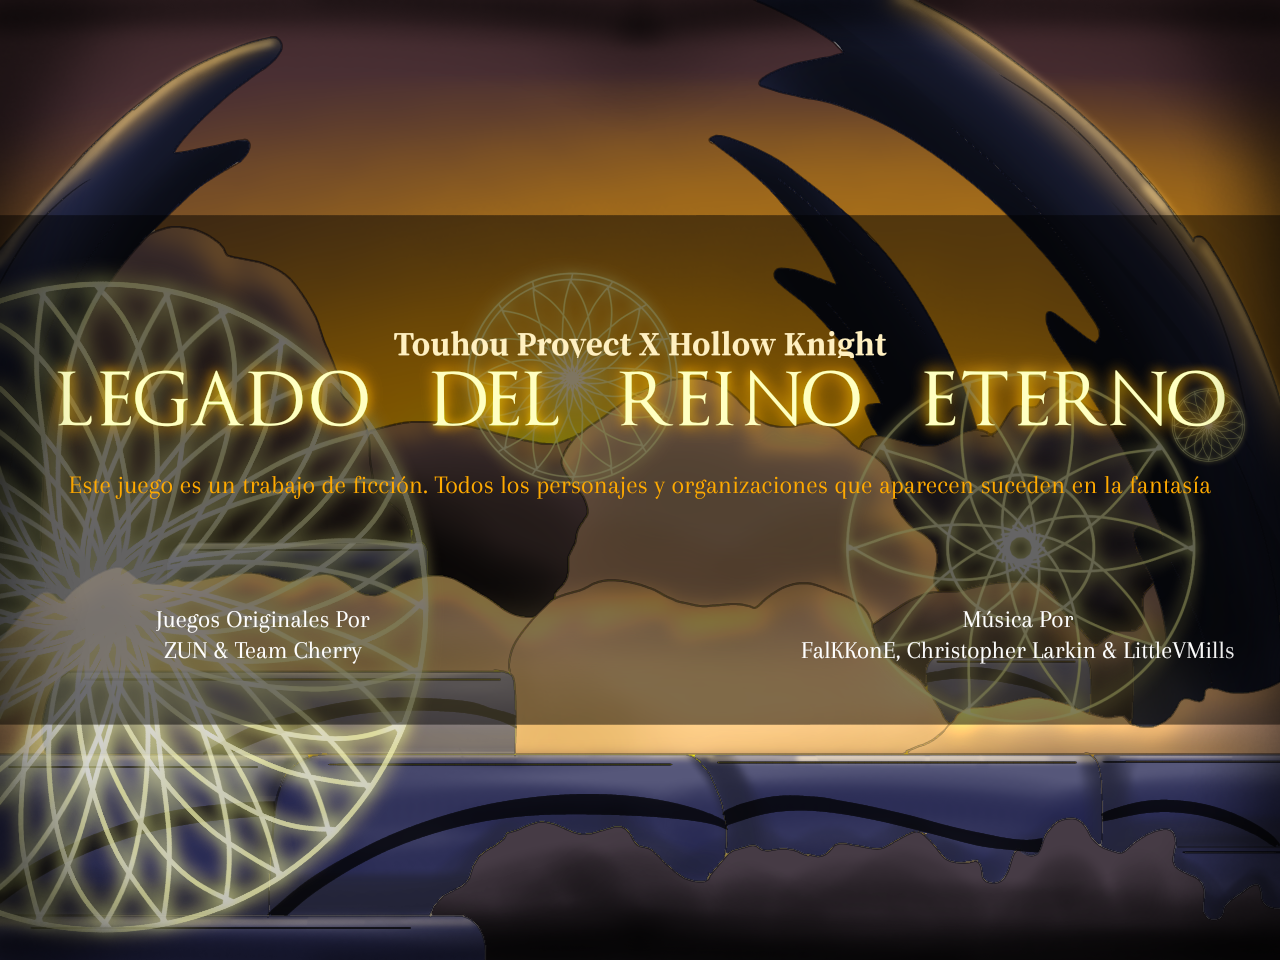 Touhou Proyect X Hollow Knight
LEGADO DEL REINO ETERNO
Este juego es un trabajo de ficción. Todos los personajes y organizaciones que aparecen suceden en la fantasía
Juegos Originales Por
ZUN & Team Cherry
Música Por
FalKKonE, Christopher Larkin & LittleVMills